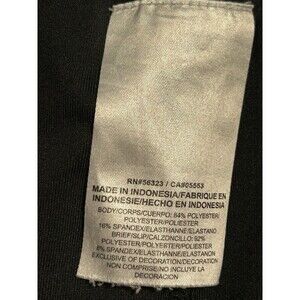 RN#56323 / CA#05553
MADE IN INDONESIA/FABRIQUE EN
INDONESIE/HECHO EN INDONESIA
BODY/CORPS/CUERPO: 84% POLYESTER/
POLYESTER/POLIESTER
16% SPANDEX/ELASTHANNE/ELASTANO
BRIEF/SLIP/CALZONCILLO: 92%
POLYESTER/POLYESTER/POLIESTER
8% SPANDEX/ELASTHANNE/ELASTANO
EXCLUSIVE OF DECORATION/DECORATION
NON COMPRISE/NO INCLUYE LA
DECORACION